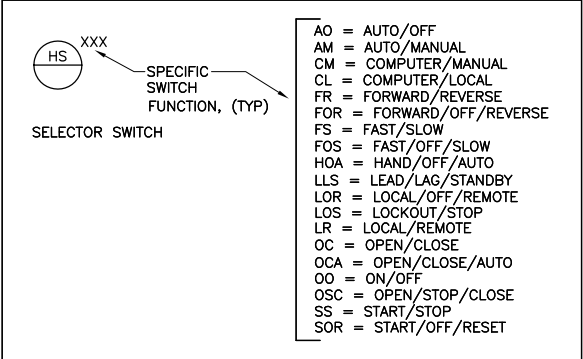 XXX
HS
SPECIFIC
SWITCH
FUNCTION, (TYP)
SELECTOR SWITCH
AO = AUTO/OFF
AM = AUTO/MANUAL
CM = COMPUTER/MANUAL
CL = COMPUTER/LOCAL
FR = FORWARD/REVERSE
FOR = FORWARD/OFF/REVERSE
FS = FAST/SLOW
FOS = FAST/OFF/SLOW
HOA = HAND/OFF/AUTO
LLS = LEAD/LAG/STANDBY
LOR = LOCAL/OFF/REMOTE
LOS = LOCKOUT/STOP
LR = LOCAL/REMOTE
OC = OPEN/CLOSE
OCA = OPEN/CLOSE/AUTO
OO = ON/OFF
OSC = OPEN/STOP/CLOSE
SS = START/STOP
SOR = START/OFF/RESET